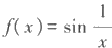 f(x) = sin 1/x